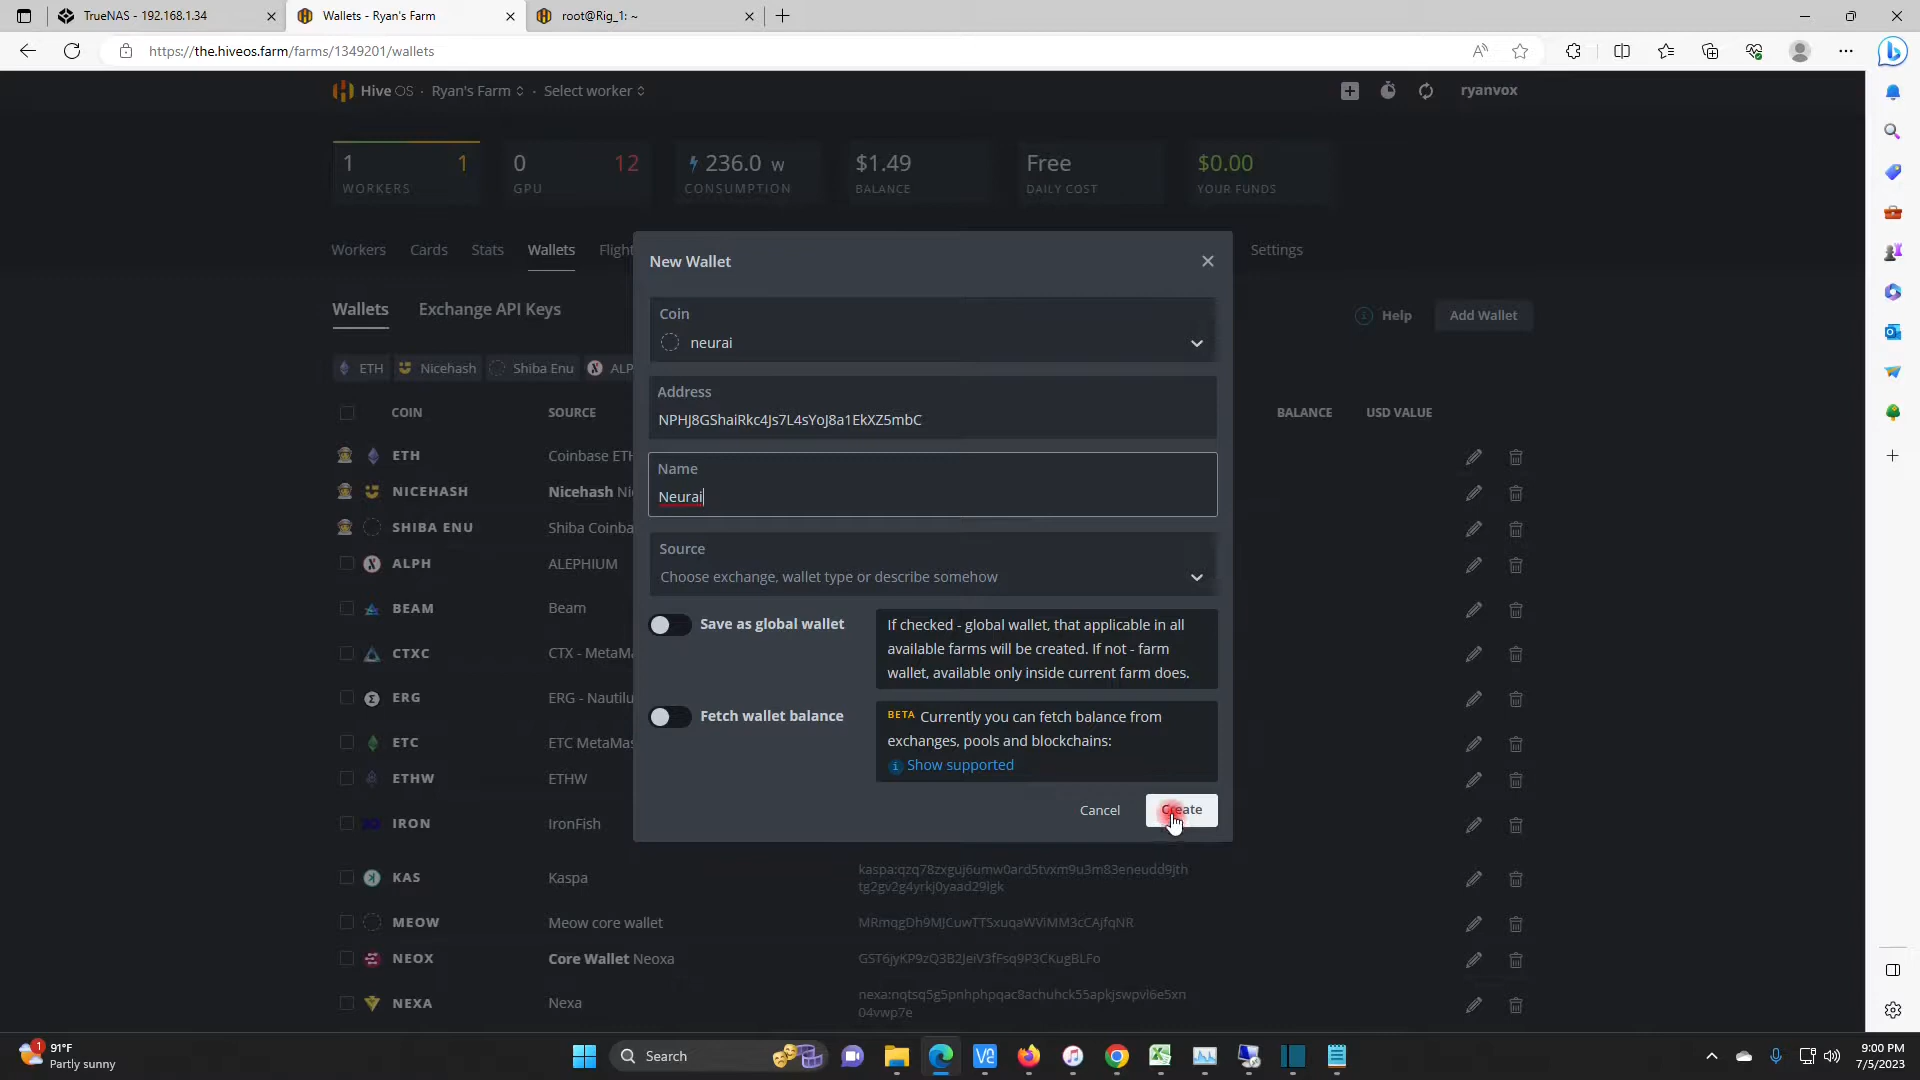 TrueNAS - 192.168.1.34
Wallets - Ryan's Farm
root@Rig_1: ~
https://the.hiveos.farm/farms/1349201/wallets
Hive OS · Ryan's Farm · Select worker
ryanvox
1 1
WORKERS
0 12
GPU
236.0 W
CONSUMPTION
$1.49
BALANCE
Free
DAILY COST
$0.00
YOUR FUNDS
Workers Cards Stats Wallets Flight Settings
New Wallet
Wallets Exchange API Keys
Help Add Wallet
Coin
neurai
ETH Nicehash Shiba Enu ALP
Address
NPHJ8GShaiRkc4Js7L4sYoJ8a1EkXZ5mbC
COIN SOURCE BALANCE USD VALUE
ETH Coinbase ETH
Name
Neurai
NICEHASH Nicehash Nic
SHIBA ENU Shiba Coinba
Source
Choose exchange, wallet type or describe somehow
ALPH ALEPHIUM
BEAM Beam
Save as global wallet
If checked - global wallet, that applicable in all
available farms will be created. If not - farm
wallet, available only inside current farm does.
CTXC CTX - MetaMa
ERG ERG - Nautilu
Fetch wallet balance
BETA Currently you can fetch balance from
exchanges, pools and blockchains:
Show supported
ETC ETC MetaMas
ETHW ETHW
Cancel Create
IRON IronFish
KAS Kaspa
kaspa:qzq78zxguj6umw0ard5tvxm9u3m83eneudd9jth
tg2gv2g4yrkj0yaad29lgk
MEOW Meow core wallet MRmqgDh9MJCuwTTSxuqaWViMM3cCAjfqNR
NEOX Core Wallet Neoxa GST6jyKP9zQ3B2JeiV3fFsq9P3CKugBLFo
NEXA Nexa
nexa:nqtsq5g5pnhphpqac8achuhck55apkjswpvl6e5xn
04vwp7e
1
91°F
Partly sunny
Search
9:00 PM
7/5/2023